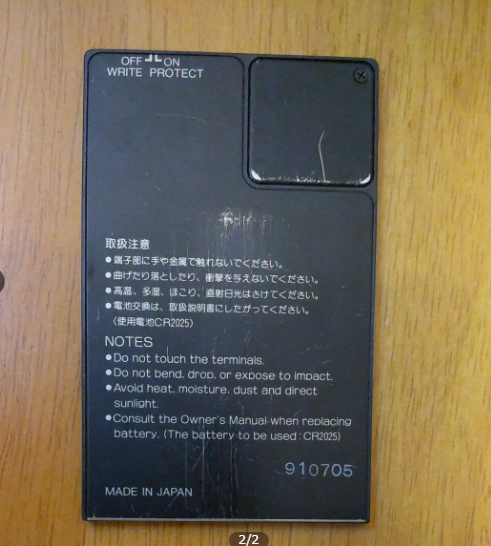 OFF ON
WRITE PROTECT
取扱注意
●端子部に手や金属で触れないでください。
●曲げたり落としたり、衝撃を与えないでください。
●高温、多湿、ほこり、直射日光はさけてください。
●電池交換は、取扱説明書にしたがってください。
(使用電池CR2025)
NOTES
●Do not touch the terminals.
●Do not bend, drop, or expose to impact.
●Avoid heat, moisture, dust and direct
sunlight.
●Consult the Owner's Manual when replacing
battery. (The battery to be used : CR2025)
910705
MADE IN JAPAN
2/2